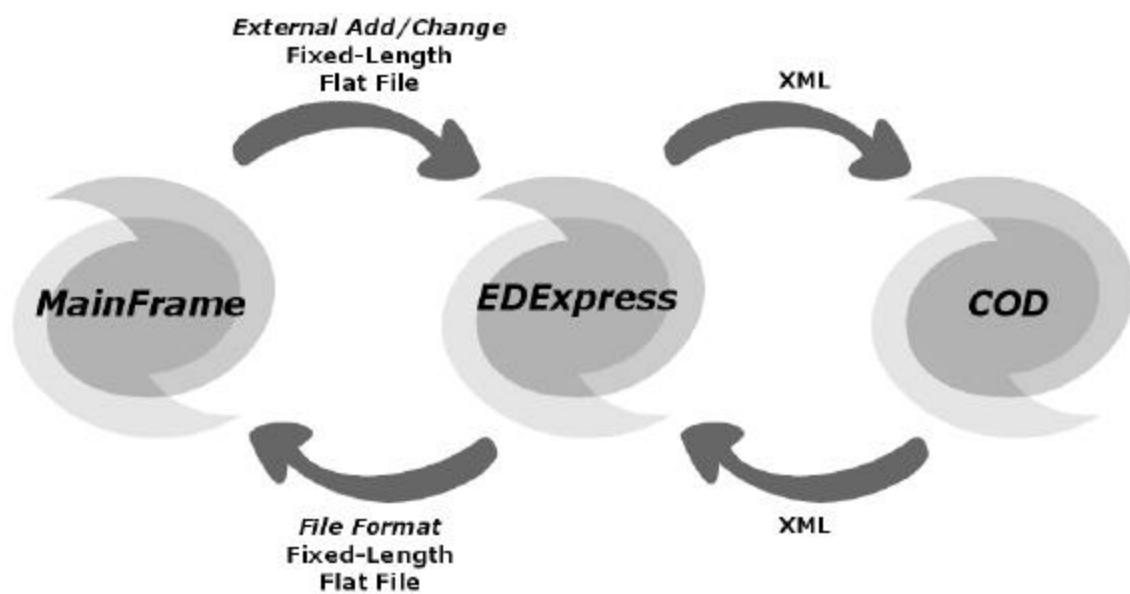 External Add/Change
Fixed-Length
Flat File
XML
MainFrame
EDExpress
COD
File Format
Fixed-Length
Flat File
XML